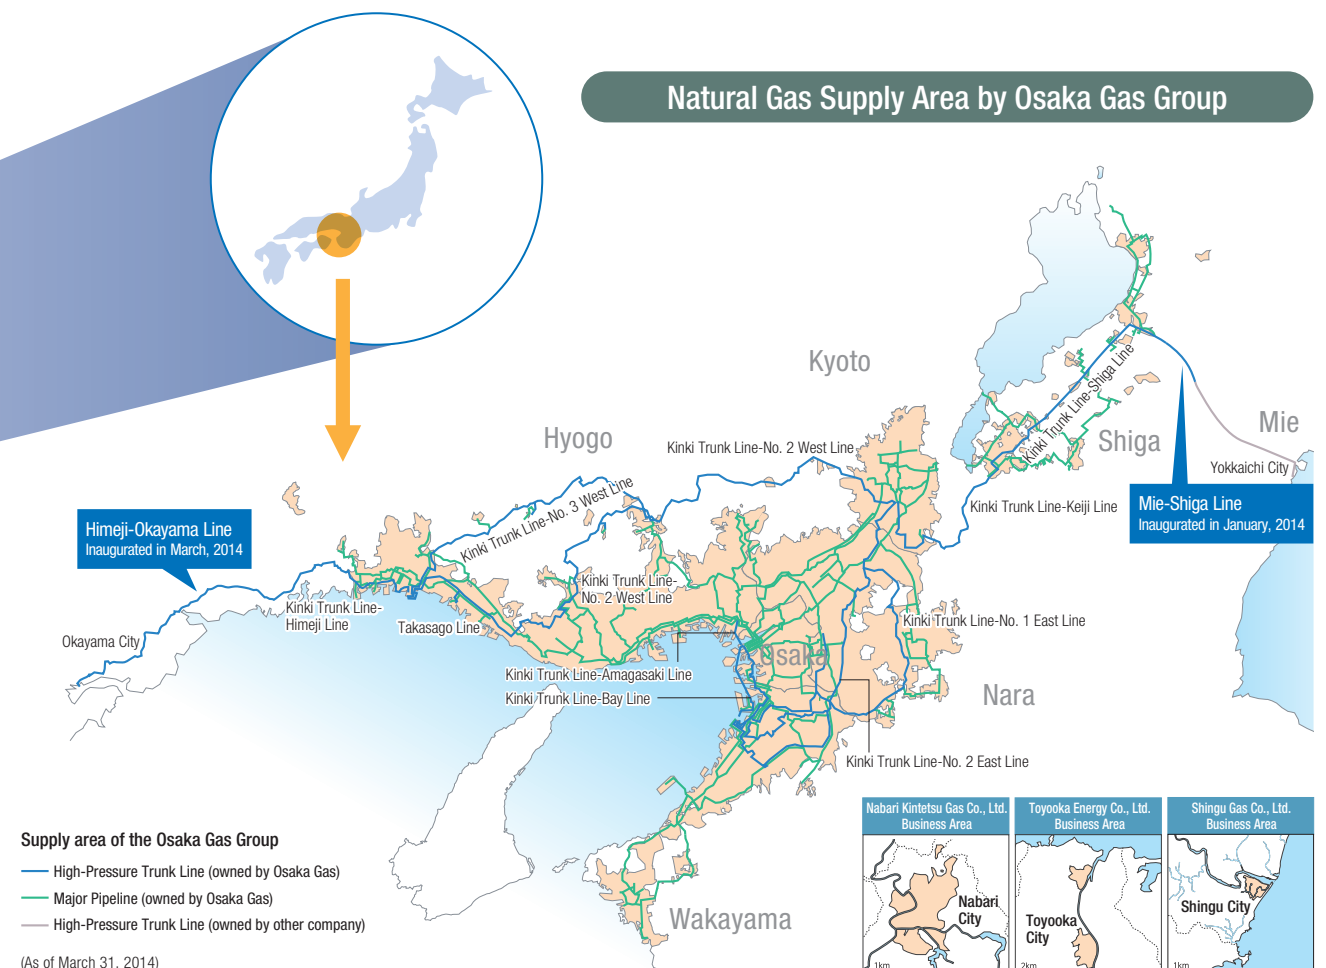 Natural Gas Supply Area by Osaka Gas Group
Kyoto
Hyogo
Kinki Trunk Line-No. 2 West Line
Kinki Trunk Line-Shiga Line
Shiga
Mie
Yokkaichi City
Kinki Trunk Line-No. 3 West Line
Kinki Trunk Line-Keiji Line
Mie-Shiga Line
Inaugurated in January, 2014
Himeji-Okayama Line
Inaugurated in March, 2014
Kinki Trunk Line-
No. 2 West Line
Kinki Trunk Line-
Himeji Line
Takasago Line
Kinki Trunk Line-No. 1 East Line
Okayama City
Osaka
Kinki Trunk Line-Amagasaki Line
Kinki Trunk Line-Bay Line
Nara
Kinki Trunk Line-No. 2 East Line
Wakayama
Supply area of the Osaka Gas Group
High-Pressure Trunk Line (owned by Osaka Gas)
Major Pipeline (owned by Osaka Gas)
High-Pressure Trunk Line (owned by other company)
(As of March 31, 2014)
Nabari Kintetsu Gas Co., Ltd.
Business Area
Nabari
City
1km
Toyooka Energy Co., Ltd.
Business Area
Toyooka
City
2km
Shingu Gas Co., Ltd.
Business Area
Shingu City
1km